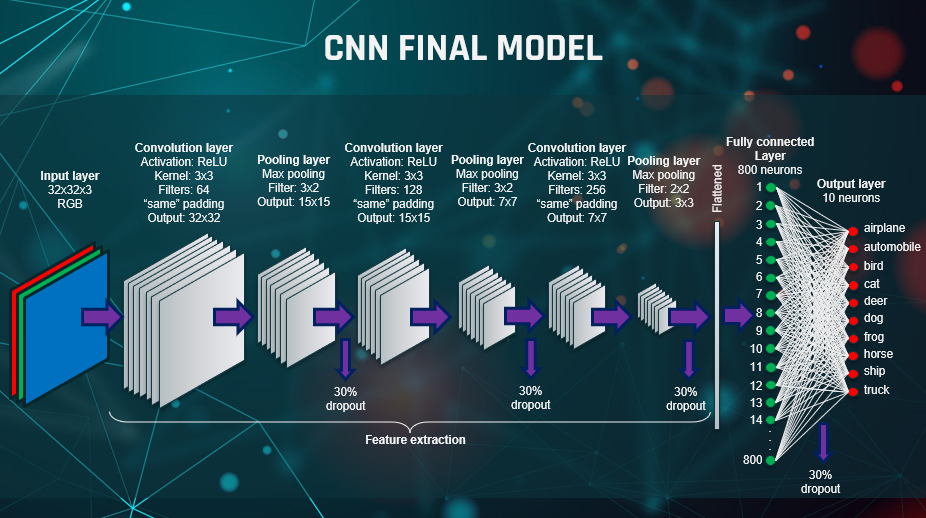 CNN FINAL MODEL
Input layer
32x32x3
RGB
Convolution layer
Activation: ReLU
Kernel: 3x3
Filters: 64
“same” padding
Output: 32x32
Pooling layer
Max pooling
Filter: 3x2
Output: 15x15
Convolution layer
Activation: ReLU
Kernel: 3x3
Filters: 128
“same” padding
Output: 15x15
Pooling layer
Max pooling
Filter: 3x2
Output: 7x7
Convolution layer
Activation: ReLU
Kernel: 3x3
Filters: 256
“same” padding
Output: 7x7
Pooling layer
Max pooling
Filter: 2x2
Output: 3x3
Flattened
Fully connected
Layer
800 neurons
1
2
3
4
5
6
7
8
9
10
11
12
13
14
800
Output layer
10 neurons
airplane
automobile
bird
cat
deer
dog
frog
horse
ship
truck
30%
dropout
30%
dropout
30%
dropout
30%
dropout
Feature extraction